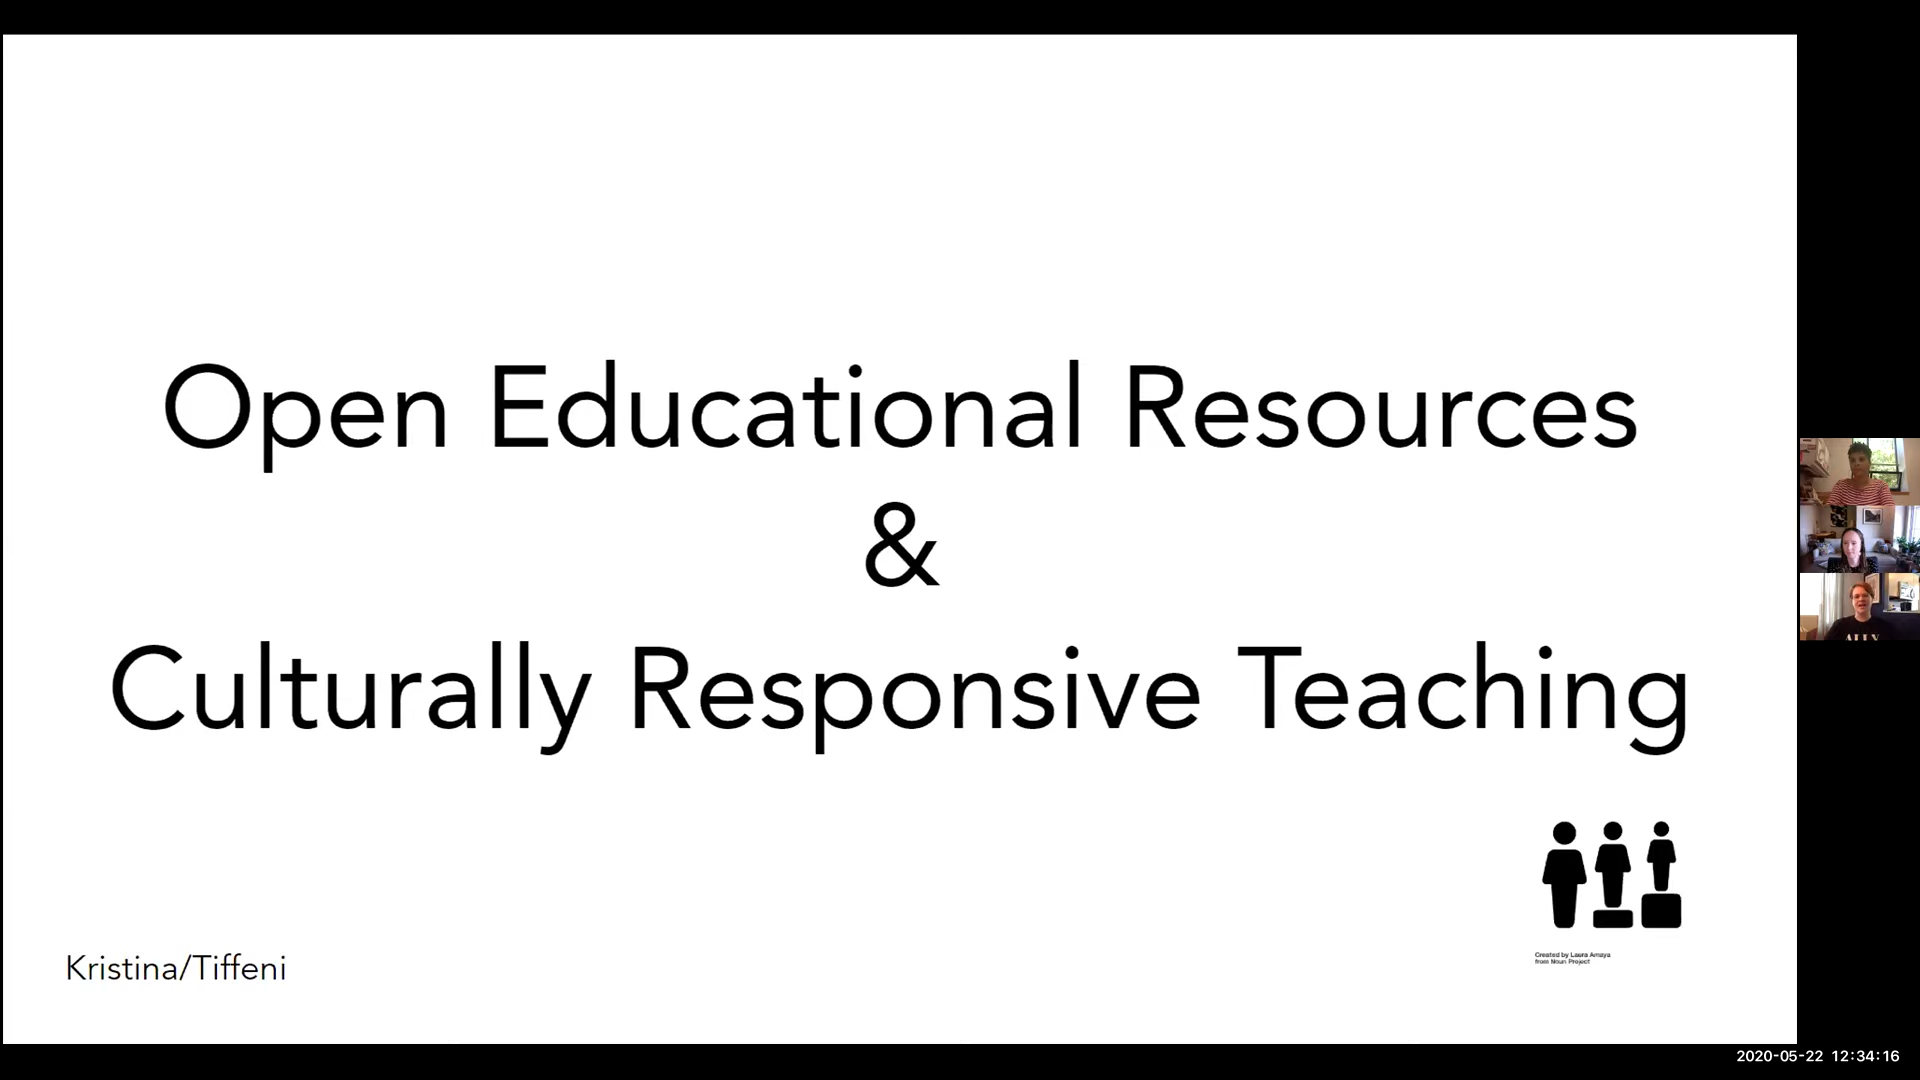 Open Educational Resources
&
Culturally Responsive Teaching
Kristina/Tiffeni
Created by Laura Amaya
from Noun Project
ALLY
2020-05-22 12:34:16